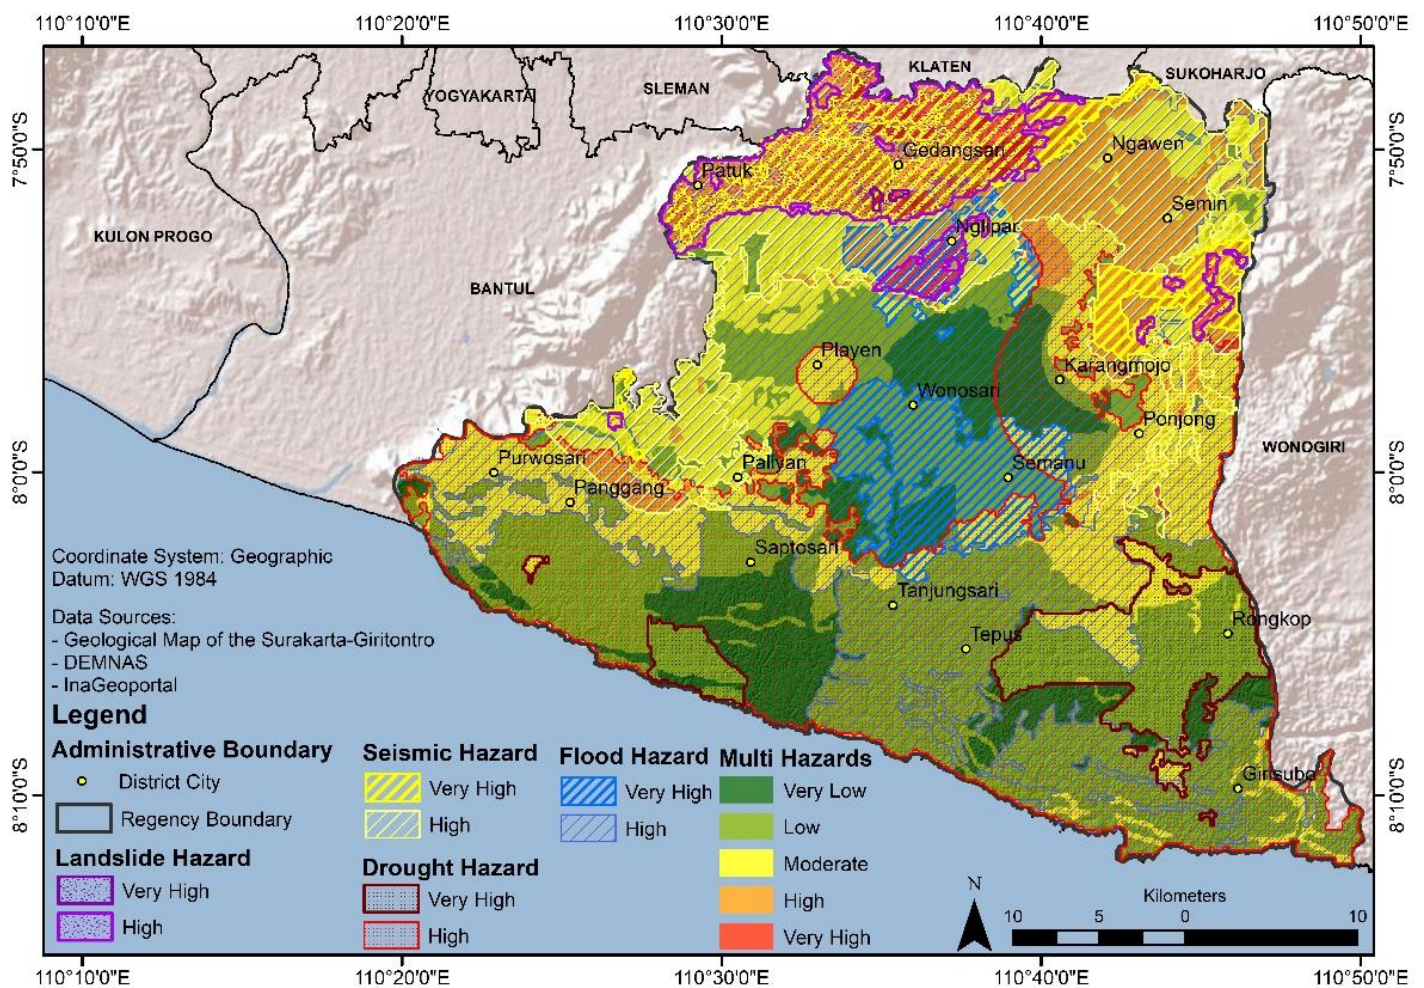 110°10'0"E 110°20'0"E 110°30'0"E 110°40'0"E 110°50'0"E
KLATEN
SUKOHARJO
SLEMAN
YOGYAKARTA
7°50'0"S 7°50'0"S
Ngawen
Gedangsari
Patuk
Semin
KULON PROGO
Nglipar
BANTUL
Playen
Karangmojo
Wonosari
Ponjong
WONOGIRI
Purwosari
Paliyan
Semanu
8°0'0"S 8°0'0"S
Panggang
Saptosari
Tanjungsari
Rongkop
Tepus
Girisubo
8°10'0"S 8°10'0"S
Coordinate System: Geographic
Datum: WGS 1984
Data Sources:
- Geological Map of the Surakarta-Giritontro
- DEMNAS
- InaGeoportal
Legend
Administrative Boundary
District City
Regency Boundary
Landslide Hazard
Very High
High
Seismic Hazard
Very High
High
Drought Hazard
Very High
High
Flood Hazard
Very High
High
Multi Hazards
Very Low
Low
Moderate
High
Very High
N
Kilometers
10 5 0 10
110°10'0"E 110°20'0"E 110°30'0"E 110°40'0"E 110°50'0"E